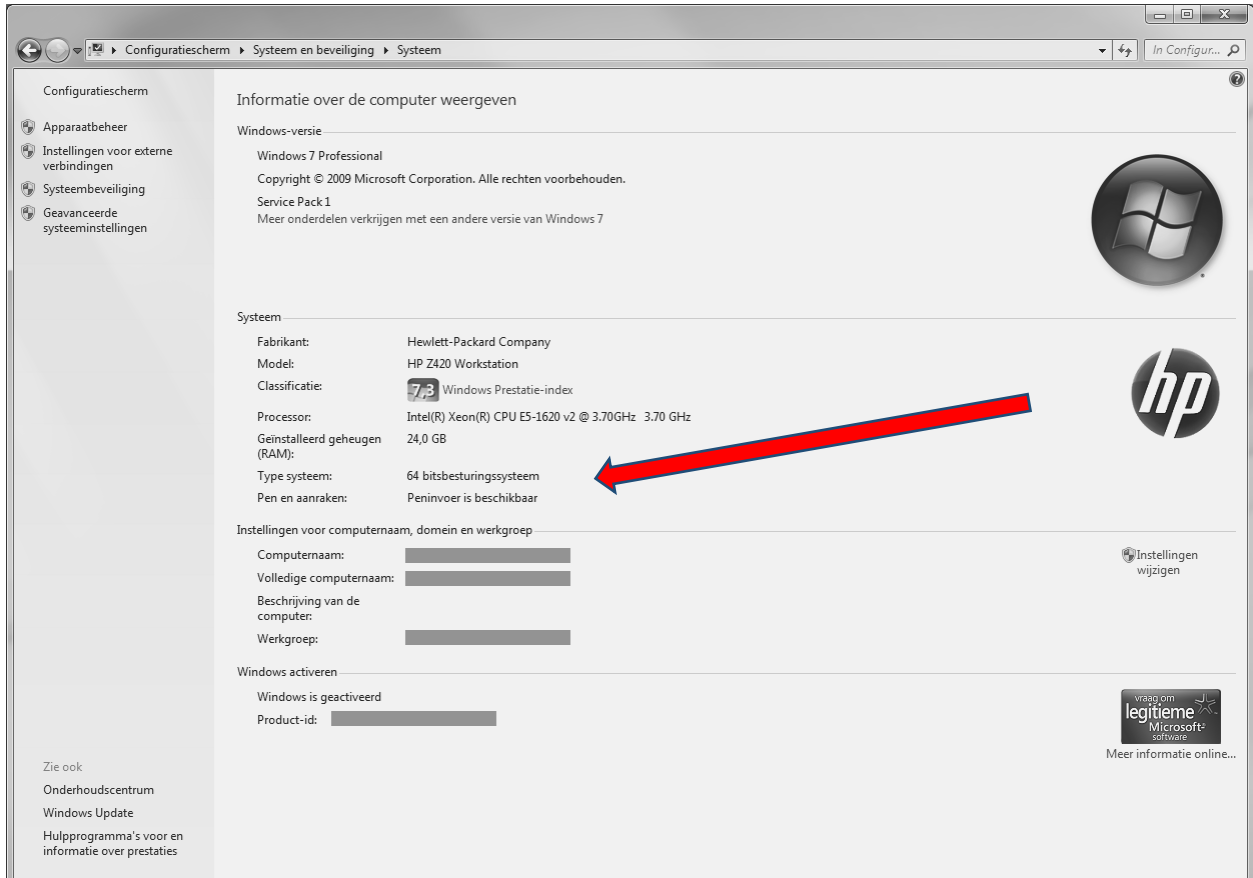 Configuratiescherm ▸ Systeem en beveiliging ▸ Systeem
In Configur...
Configuratiescherm
Apparaatbeheer
Instellingen voor externe
verbindingen
Systeembeveiliging
Geavanceerde
systeeminstellingen
Informatie over de computer weergeven
Windows-versie
Windows 7 Professional
Copyright © 2009 Microsoft Corporation. Alle rechten voorbehouden.
Service Pack 1
Meer onderdelen verkrijgen met een andere versie van Windows 7
Systeem
Fabrikant: Hewlett-Packard Company
Model: HP Z420 Workstation
Classificatie: 7,3 Windows Prestatie-index
Processor: Intel(R) Xeon(R) CPU E5-1620 v2 @ 3.70GHz 3.70 GHz
Geïnstalleerd geheugen 24,0 GB
(RAM):
Type systeem: 64 bitsbesturingssysteem
Pen en aanraken: Peninvoer is beschikbaar
hp
Instellingen voor computernaam, domein en werkgroep
Computernaam:
Volledige computernaam:
Beschrijving van de
computer:
Werkgroep:
Instellingen
wijzigen
Windows activeren
Windows is geactiveerd
Product-id:
vraag om
legitieme
Microsoft
software
Meer informatie online...
Zie ook
Onderhoudscentrum
Windows Update
Hulpprogramma's voor en
informatie over prestaties